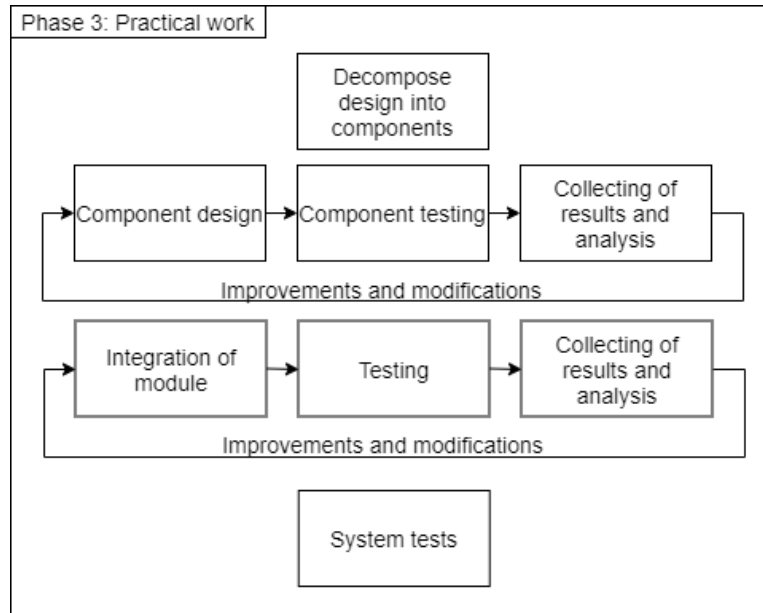 Phase 3: Practical work
Decompose
design into
components
Component design
Component testing
Collecting of
results and
analysis
Improvements and modifications
Integration of
module
Testing
Collecting of
results and
analysis
Improvements and modifications
System tests